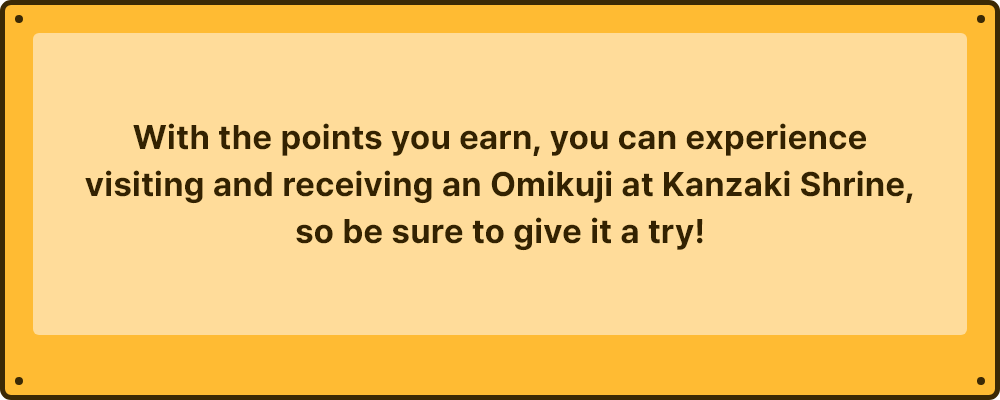 With the points you earn, you can experience
visiting and receiving an Omikuji at Kanzaki Shrine,
so be sure to give it a try!